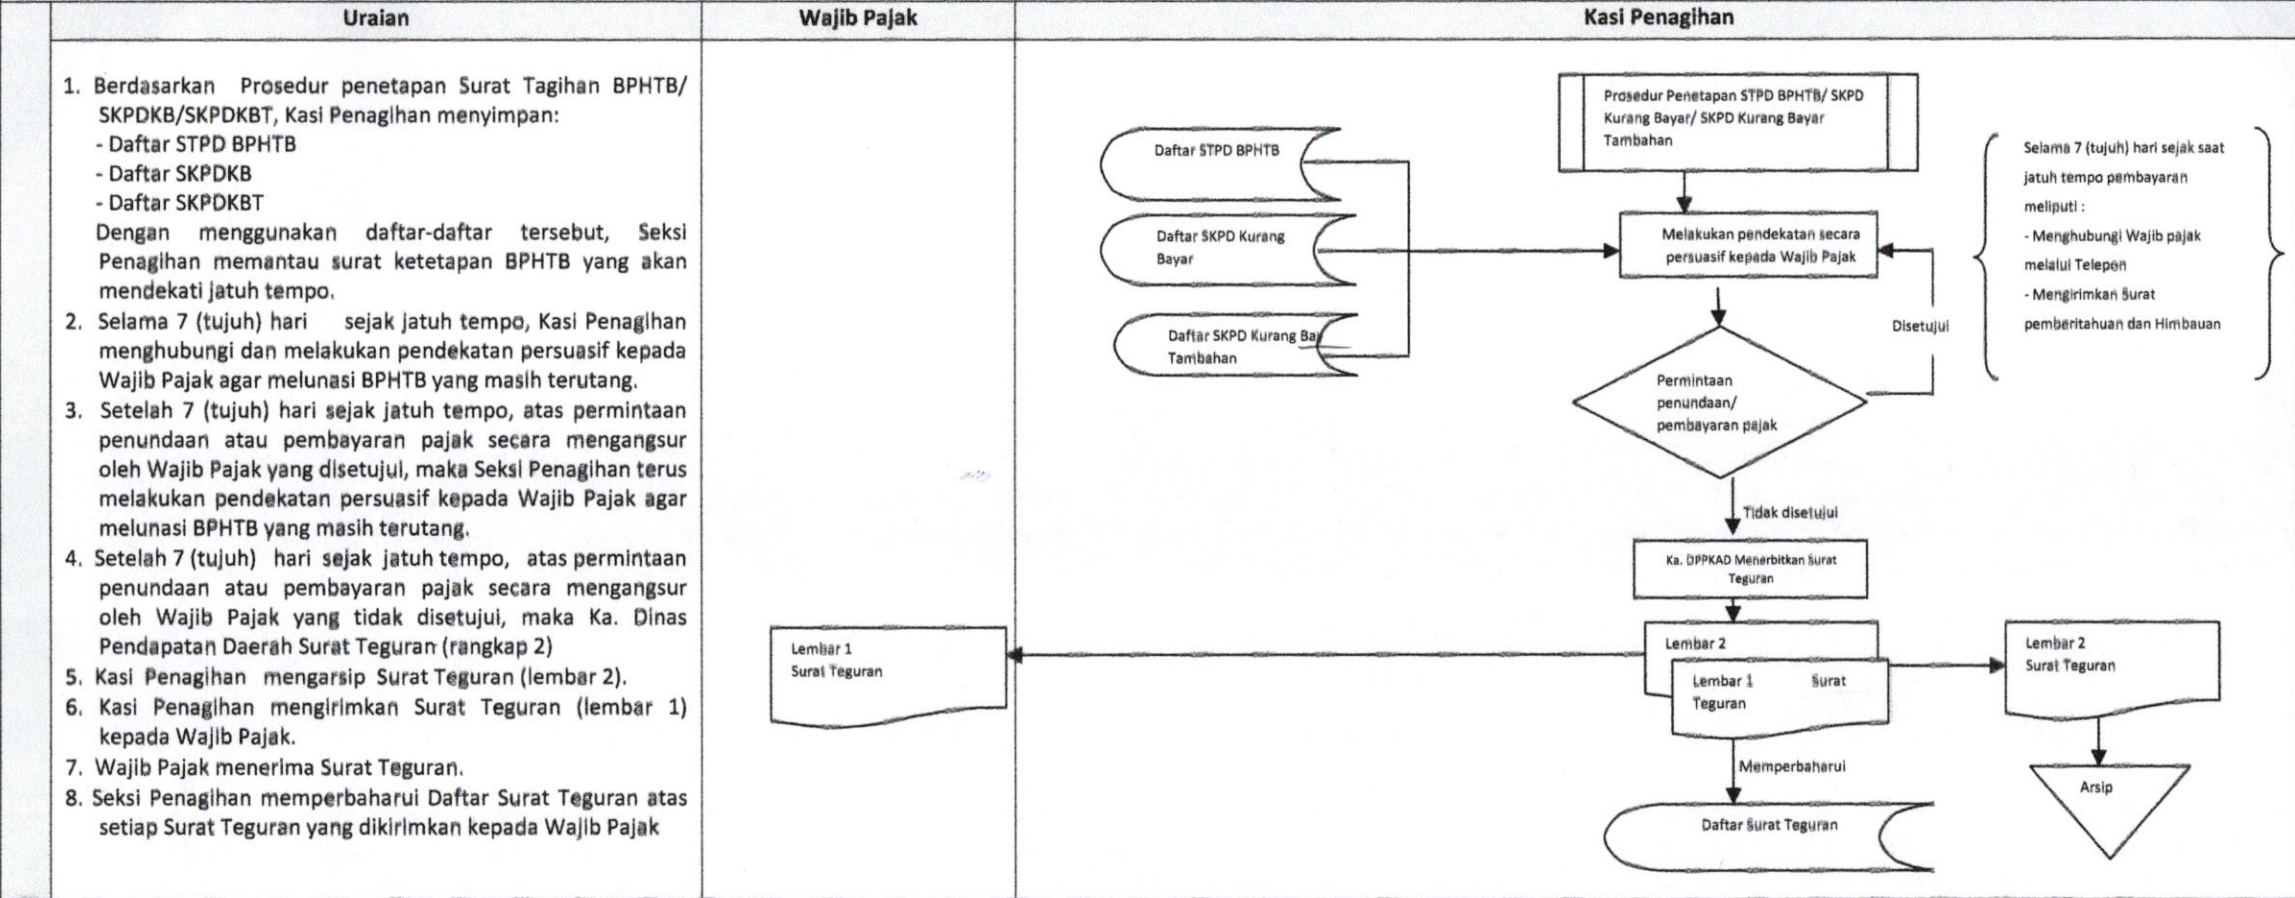 Uraian
Wajib Pajak
Kasi Penagihan
1. Berdasarkan Prosedur penetapan Surat Tagihan BPHTB/
SKPDKB/SKPDKBT, Kasi Penagihan menyimpan:
- Daftar STPD BPHTB
- Daftar SKPDKB
- Daftar SKPDKBT
Dengan menggunakan daftar-daftar tersebut, Seksi
Penagihan memantau surat ketetapan BPHTB yang akan
mendekati jatuh tempo.
2. Selama 7 (tujuh) hari sejak jatuh tempo, Kasi Penagihan
menghubungi dan melakukan pendekatan persuasif kepada
Wajib Pajak agar melunasi BPHTB yang masih terutang.
3. Setelah 7 (tujuh) hari sejak jatuh tempo, atas permintaan
penundaan atau pembayaran pajak secara mengangsur
oleh Wajib Pajak yang disetujui, maka Seksi Penagihan terus
melakukan pendekatan persuasif kepada Wajib Pajak agar
melunasi BPHTB yang masih terutang.
4. Setelah 7 (tujuh) hari sejak jatuh tempo, atas permintaan
penundaan atau pembayaran pajak secara mengangsur
oleh Wajib Pajak yang tidak disetujui, maka Ka. Dinas
Pendapatan Daerah Surat Teguran (rangkap 2)
5. Kasi Penagihan mengarsip Surat Teguran (lembar 2).
6. Kasi Penagihan mengirimkan Surat Teguran (lembar 1)
kepada Wajib Pajak.
7. Wajib Pajak menerima Surat Teguran.
8. Seksi Penagihan memperbaharui Daftar Surat Teguran atas
setiap Surat Teguran yang dikirimkan kepada Wajib Pajak
Lembar 1
Surat Teguran
Prosedur Penetapan STPD BPHTB/ SKPD
Kurang Bayar/ SKPD Kurang Bayar
Tambahan
Daftar STPD BPHTB
Daftar SKPD Kurang
Bayar
Daftar SKPD Kurang Bay
Tambahan
Melakukan pendekatan secara
persuasif kepada Wajib Pajak
Selama 7 (tujuh) hari sejak saat
jatuh tempo pembayaran
meliputi :
- Menghubungi Wajib pajak
melalui Telepon
- Mengirimkan Surat
pemberitahuan dan Himbauan
Disetujui
Permintaan
penundaan/
pembayaran pajak
Tidak disetujui
Ka. DPPKAD Menerbitkan Surat
Teguran
Lembar 2
Lembar 1 Surat
Teguran
Lembar 2
Surat Teguran
Memperbaharui
Arsip
Daftar Surat Teguran